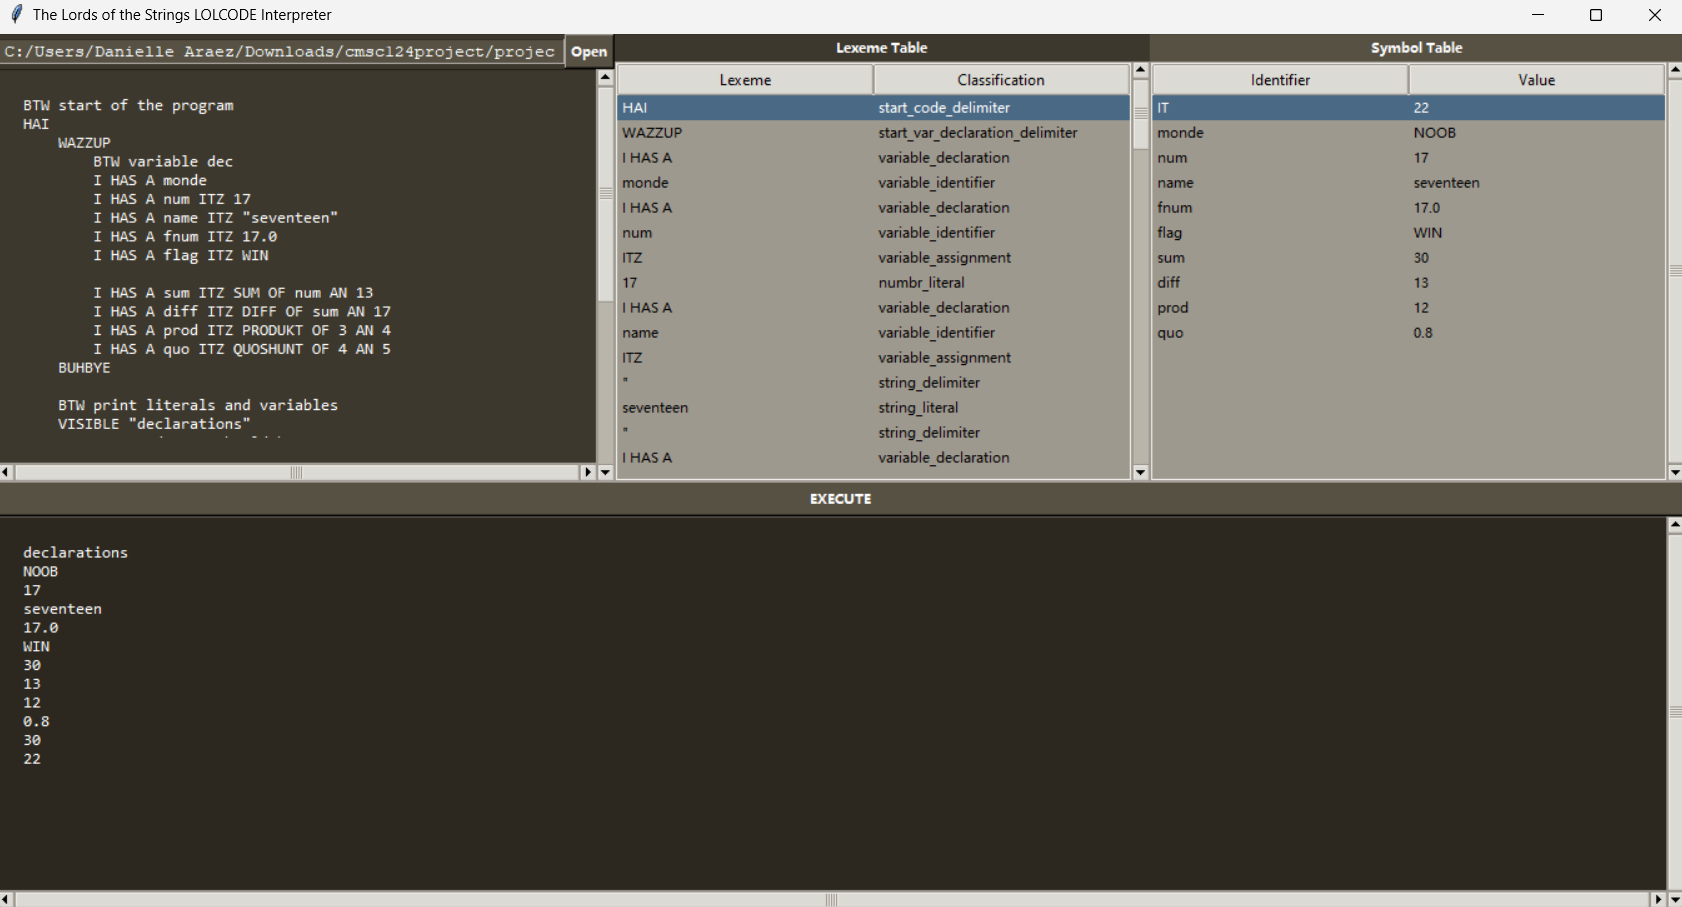 The Lords of the Strings LOLCODE Interpreter
C:/Users/Danielle Araez/Downloads/cmsc124project/projec
Open
BTW start of the program
HAI
WAZZUP
BTW variable dec
I HAS A monde
I HAS A num ITZ 17
I HAS A name ITZ "seventeen"
I HAS A fnum ITZ 17.0
I HAS A flag ITZ WIN
I HAS A sum ITZ SUM OF num AN 13
I HAS A diff ITZ DIFF OF sum AN 17
I HAS A prod ITZ PRODUKT OF 3 AN 4
I HAS A quo ITZ QUOSHUNT OF 4 AN 5
BUHBYE
BTW print literals and variables
VISIBLE "declarations"
Lexeme Table
Lexeme Classification
HAI start_code_delimiter
WAZZUP start_var_declaration_delimiter
I HAS A variable_declaration
monde variable_identifier
I HAS A variable_declaration
num variable_identifier
ITZ variable_assignment
17 numbr_literal
I HAS A variable_declaration
name variable_identifier
ITZ variable_assignment
" string_delimiter
seventeen string_literal
" string_delimiter
I HAS A variable_declaration
Symbol Table
Identifier Value
IT 22
monde NOOB
num 17
name seventeen
fnum 17.0
flag WIN
sum 30
diff 13
prod 12
quo 0.8
EXECUTE
declarations
NOOB
17
seventeen
17.0
WIN
30
13
12
0.8
30
22